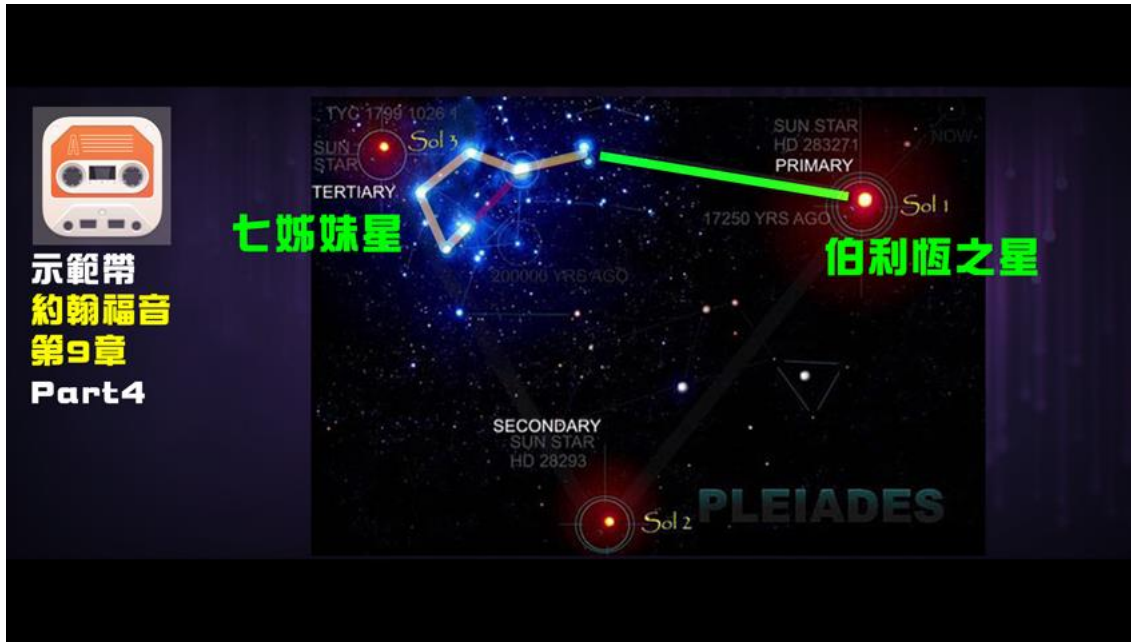 A
示範帶
約翰福音
第9章
Part4
TYC 1799 1026 1
SUN
STAR
Sol 3
TERTIARY
七姊妹星
SUN STAR
HD 283271
PRIMARY
NOW
17250 YRS AGO
Sol 1
伯利恆之星
200000 YRS AGO
SECONDARY
SUN STAR
HD 28293
Sol 2
PLEIADES